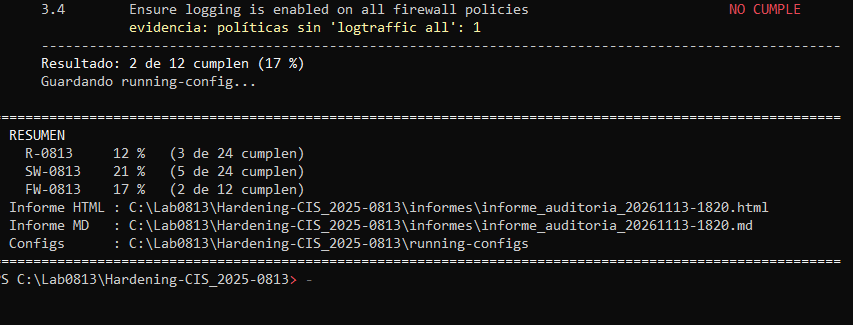 3.4 Ensure logging is enabled on all firewall policies NO CUMPLE
evidencia: políticas sin 'logtraffic all': 1
Resultado: 2 de 12 cumplen (17 %)
Guardando running-config...
RESUMEN
R-0813 12 % (3 de 24 cumplen)
SW-0813 21 % (5 de 24 cumplen)
FW-0813 17 % (2 de 12 cumplen)
Informe HTML : C:\Lab0813\Hardening-CIS_2025-0813\informes\informe_auditoria_20261113-1820.html
Informe MD : C:\Lab0813\Hardening-CIS_2025-0813\informes\informe_auditoria_20261113-1820.md
Configs : C:\Lab0813\Hardening-CIS_2025-0813\running-configs
PS C:\Lab0813\Hardening-CIS_2025-0813> -